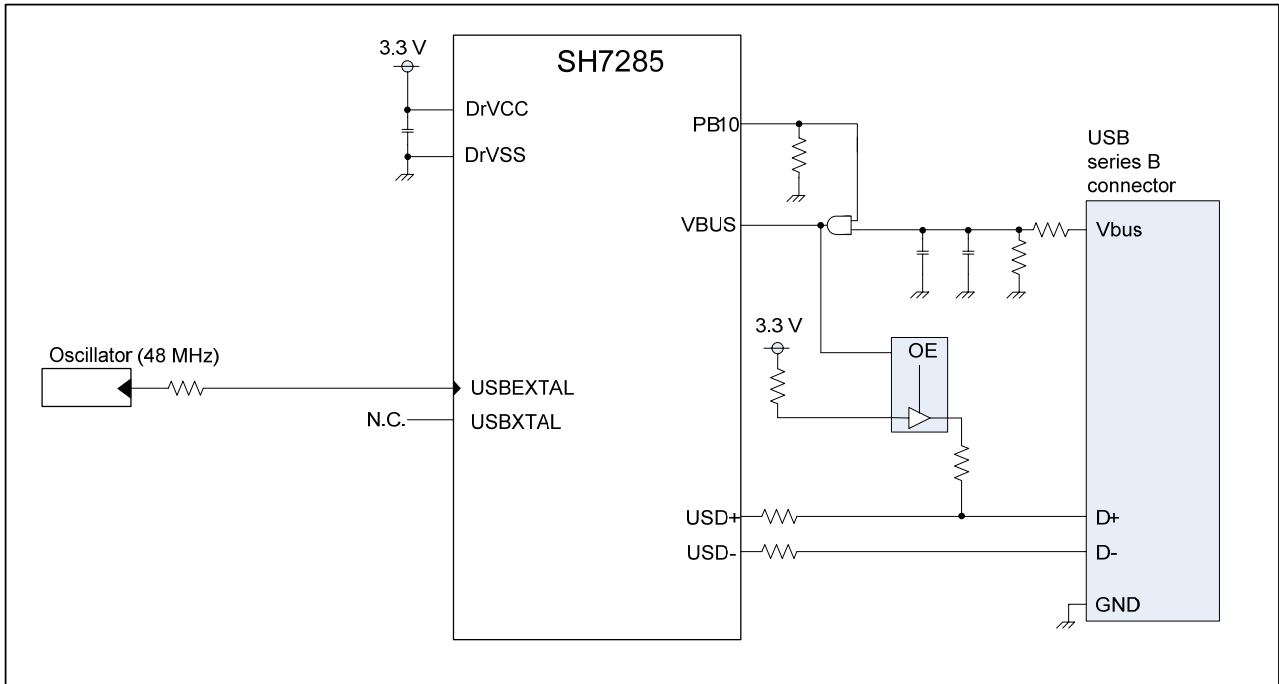 SH7285
3.3 V
DrVCC
DrVSS
PB10
VBUS
USB
series B
connector
Vbus
3.3 V
OE
Oscillator (48 MHz)
USBEXTAL
N.C.
USBXTAL
USD+
D+
USD-
D-
GND